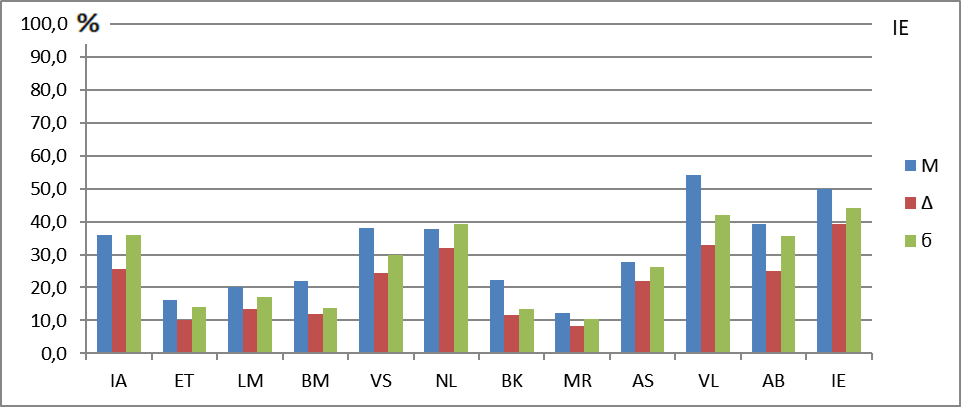 100,0 % IE
90,0
80,0
70,0
60,0
50,0
40,0
30,0
20,0
10,0
0,0
IA ET LM BM VS NL BK MR AS VL AB IE
М
Δ
б